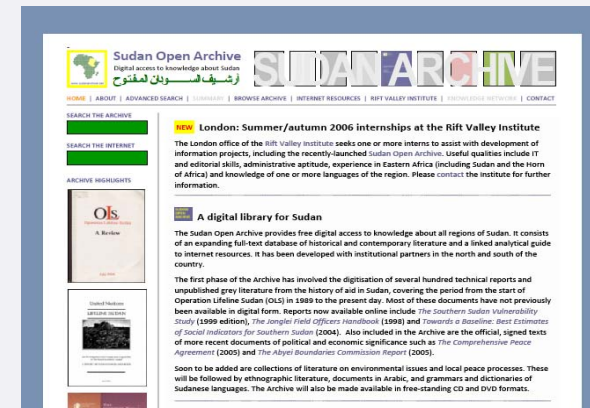 Sudan Open Archive
Digital access to knowledge about Sudan
أرشيف الســودان المفتوح
SUDAN ARCHIVE
HOME | ABOUT | ADVANCED SEARCH | SUMMARY | BROWSE ARCHIVE | INTERNET RESOURCES | RIFT VALLEY INSTITUTE | KNOWLEDGE NETWORK | CONTACT
SEARCH THE ARCHIVE
SEARCH THE INTERNET
ARCHIVE HIGHLIGHTS
OLS
A Review
United Nations
LIFELINE SUDAN
NEW London: Summer/autumn 2006 internships at the Rift Valley Institute
The London office of the Rift Valley Institute seeks one or more interns to assist with development of
information projects, including the recently-launched Sudan Open Archive. Useful qualities include IT
and editorial skills, administrative aptitude, experience in Eastern Africa (including Sudan and the Horn
of Africa) and knowledge of one or more languages of the region. Please contact the Institute for further
information.
A digital library for Sudan
The Sudan Open Archive provides free digital access to knowledge about all regions of Sudan. It consists
of an expanding full-text database of historical and contemporary literature and a linked analytical guide
to internet resources. It has been developed with institutional partners in the north and south of the
country.
The first phase of the Archive has involved the digitisation of several hundred technical reports and
unpublished grey literature from the history of aid in Sudan, covering the period from the start of
Operation Lifeline Sudan (OLS) in 1989 to the present day. Most of these documents have not previously
been available in digital form. Reports now available online include The Southern Sudan Vulnerability
Study (1999 edition), The Jonglei Field Officers Handbook (1998) and Towards a Baseline: Best Estimates
of Social Indicators for Southern Sudan (2004). Also included in the Archive are the official, signed texts
of more recent documents of political and economic significance such as The Comprehensive Peace
Agreement (2005) and The Abyei Boundaries Commission Report (2005).
Soon to be added are collections of literature on environmental issues and local peace processes. These
will be followed by ethnographic literature, documents in Arabic, and grammars and dictionaries of
Sudanese languages. The Archive will also be made available in free-standing CD and DVD formats.